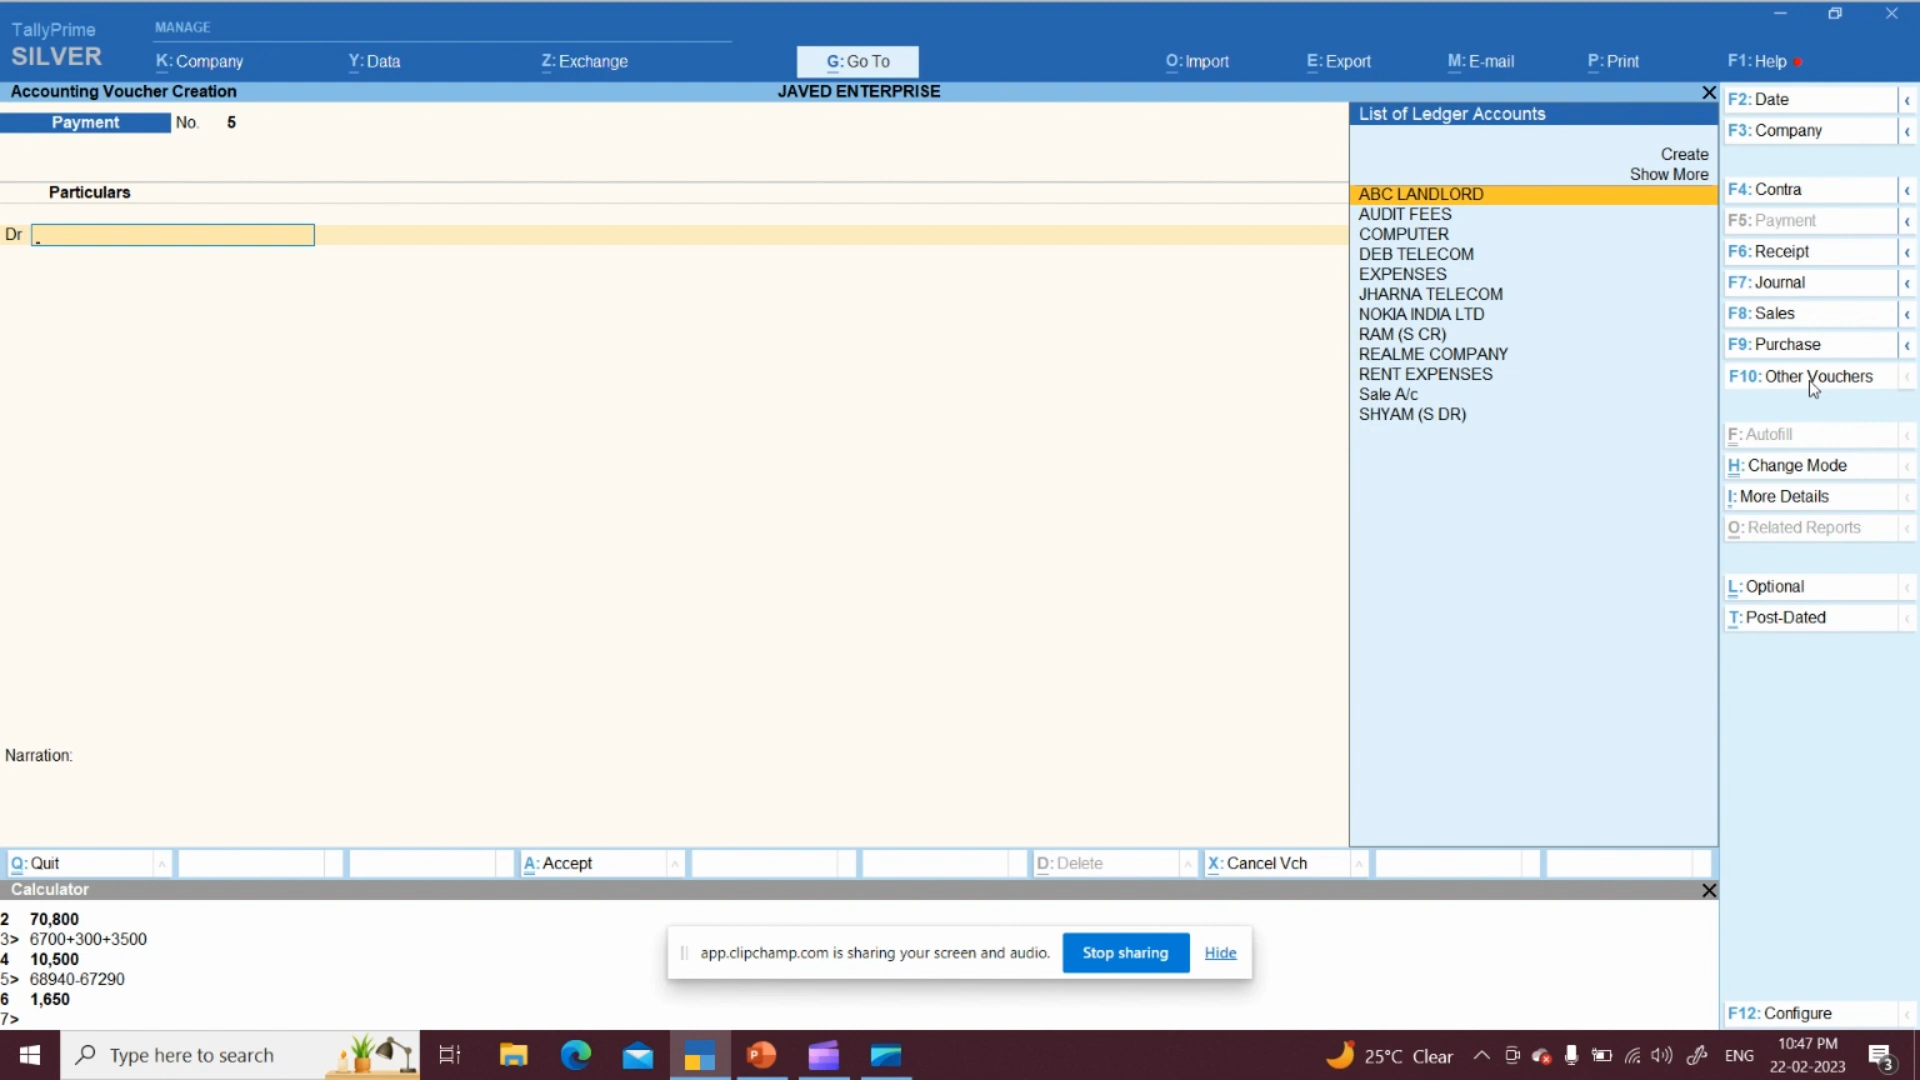 TallyPrime
SILVER
MANAGE
K: Company
Y: Data
Z: Exchange
G: Go To
O: Import
E: Export
M: E-mail
P: Print
F1: Help
Accounting Voucher Creation
JAVED ENTERPRISE
Payment No. 5
Particulars
Dr
Narration:
List of Ledger Accounts
Create
Show More
ABC LANDLORD
AUDIT FEES
COMPUTER
DEB TELECOM
EXPENSES
JHARNA TELECOM
NOKIA INDIA LTD
RAM (S CR)
REALME COMPANY
RENT EXPENSES
Sale A/c
SHYAM (S DR)
F2: Date
F3: Company
F4: Contra
F5: Payment
F6: Receipt
F7: Journal
F8: Sales
F9: Purchase
F10: Other Vouchers
F: Autofill
H: Change Mode
I: More Details
O: Related Reports
L: Optional
T: Post-Dated
F12: Configure
Q: Quit
A: Accept
D: Delete
X: Cancel Vch
Calculator
2 70,800
3> 6700+300+3500
4 10,500
5> 68940-67290
6 1,650
7>
app.clipchamp.com is sharing your screen and audio.
Stop sharing
Hide
Type here to search
25°C Clear
ENG
10:47 PM
22-02-2023
3